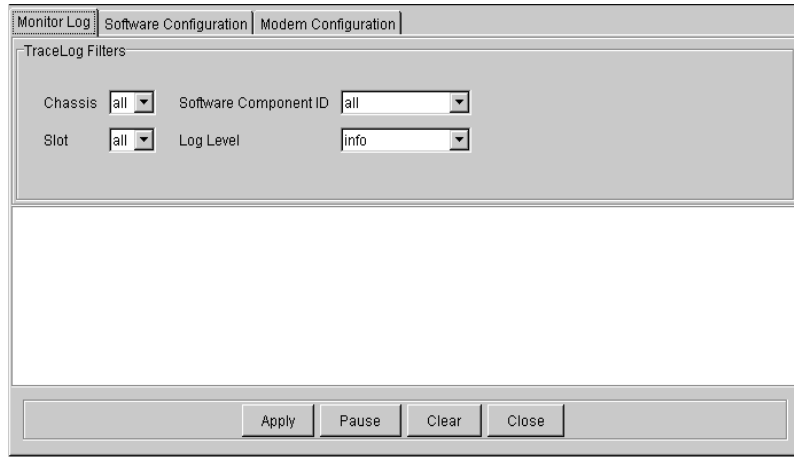 Monitor Log Software Configuration Modem Configuration
TraceLog Filters
Chassis all Software Component ID all
Slot all Log Level info
Apply Pause Clear Close